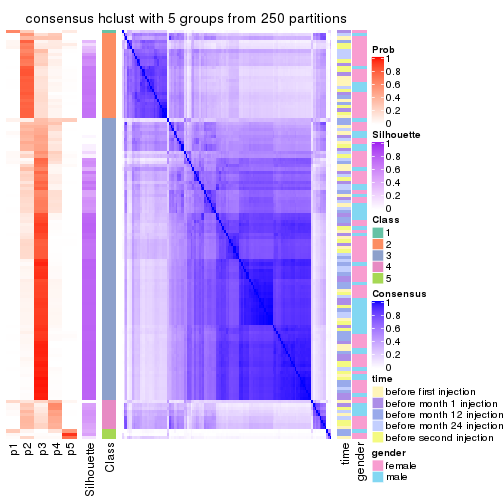 consensus hclust with 5 groups from 250 partitions
Prob
1
0.8
0.6
0.4
0.2
0
Silhouette
1
0.8
0.6
0.4
0.2
0
Class
1
2
3
4
5
Consensus
1
0.8
0.6
0.4
0.2
0
time
before first injection
before month 1 injection
before month 12 injection
before month 24 injection
before second injection
gender
female
male
p1
p2
p3
p4
p5
Silhouette
Class
time
gender